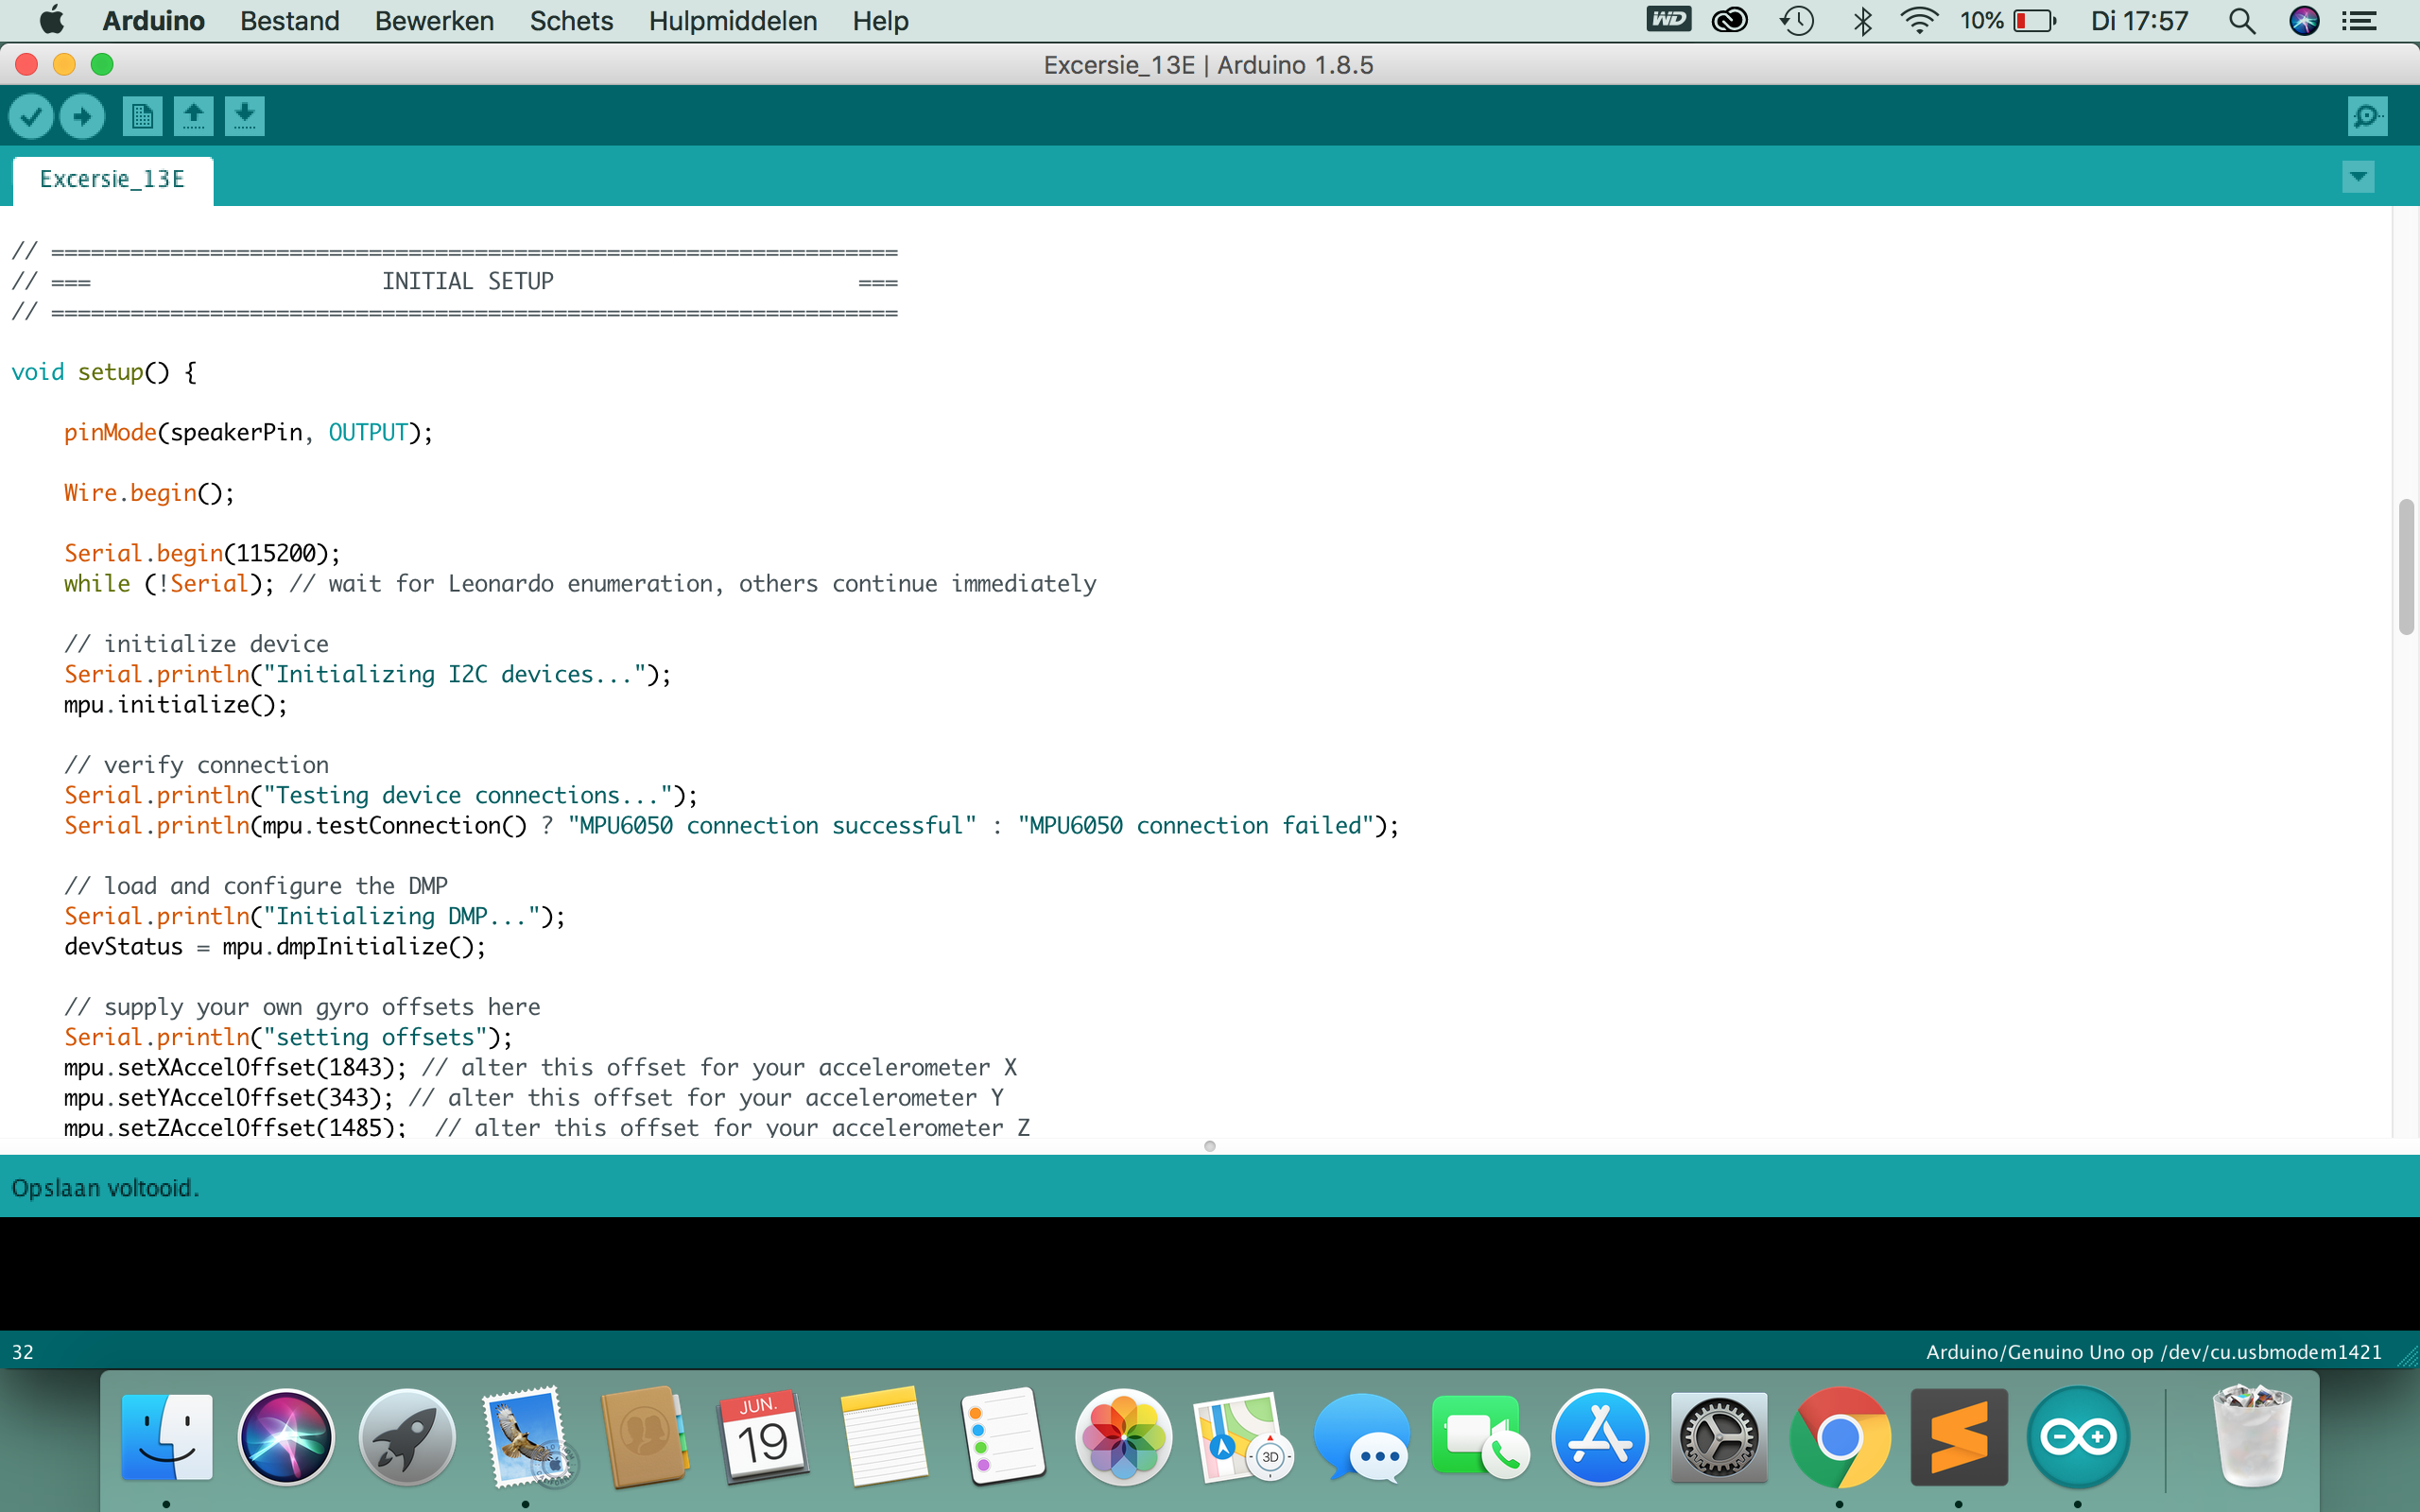 Arduino Bestand Bewerken Schets Hulpmiddelen Help WD 10% Di 17:57
Excersie_13E | Arduino 1.8.5
Excersie_13E
// ================================================================
// ===                      INITIAL SETUP                       ===
// ================================================================
void setup() {
    pinMode(speakerPin, OUTPUT);
    Wire.begin();
    Serial.begin(115200);
    while (!Serial); // wait for Leonardo enumeration, others continue immediately
    // initialize device
    Serial.println("Initializing I2C devices...");
    mpu.initialize();
    // verify connection
    Serial.println("Testing device connections...");
    Serial.println(mpu.testConnection() ? "MPU6050 connection successful" : "MPU6050 connection failed");
    // load and configure the DMP
    Serial.println("Initializing DMP...");
    devStatus = mpu.dmpInitialize();
    // supply your own gyro offsets here
    Serial.println("setting offsets");
    mpu.setXAccelOffset(1843); // alter this offset for your accelerometer X
    mpu.setYAccelOffset(343); // alter this offset for your accelerometer Y
    mpu.setZAccelOffset(1485);  // alter this offset for your accelerometer Z
Opslaan voltooid.
32 Arduino/Genuino Uno op /dev/cu.usbmodem1421
JUN.
19
3D